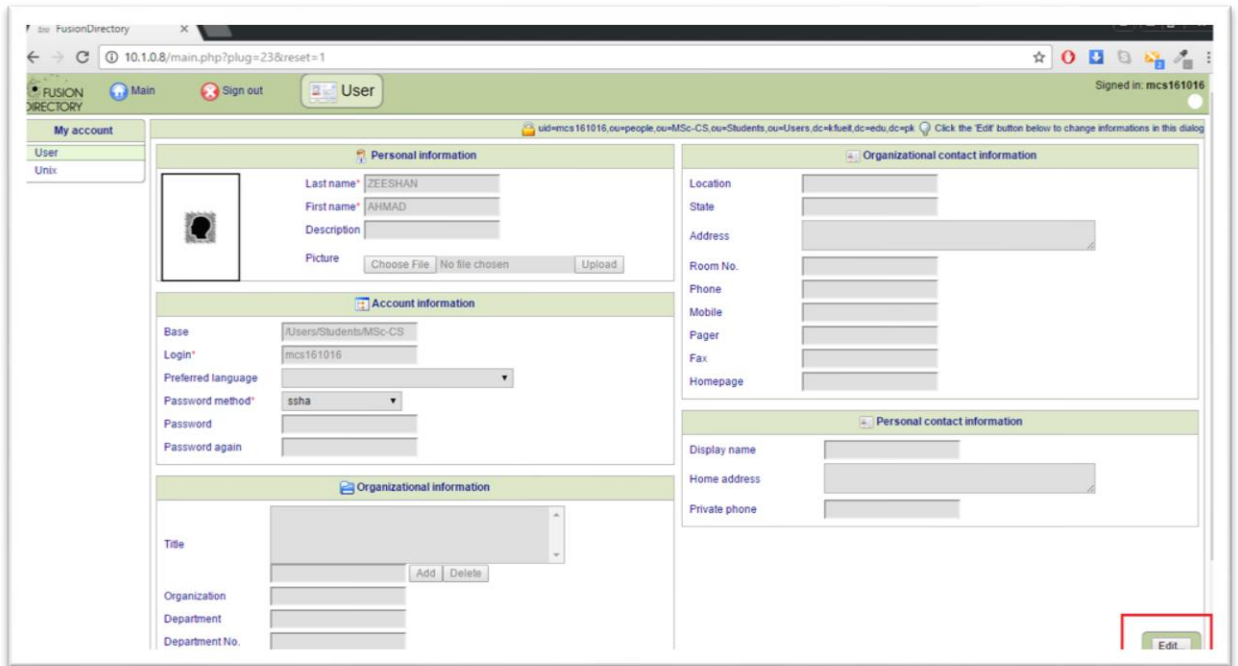 FusionDirectory
10.1.0.8/main.php?plug=23&reset=1
FUSION DIRECTORY
Main
Sign out
User
Signed in: mcs161016
My account
User
Unix
uid=mcs161016,ou=people,ou=MSc-CS,ou=Students,ou=Users,dc=kfueit,dc=edu,dc=pk Click the 'Edit' button below to change informations in this dialog
Personal information
Last name* ZEESHAN
First name* AHMAD
Description
Picture Choose File No file chosen Upload
Account information
Base /Users/Students/MSc-CS
Login* mcs161016
Preferred language
Password method* ssha
Password
Password again
Organizational information
Title
Add Delete
Organization
Department
Department No.
Organizational contact information
Location
State
Address
Room No.
Phone
Mobile
Pager
Fax
Homepage
Personal contact information
Display name
Home address
Private phone
Edit...